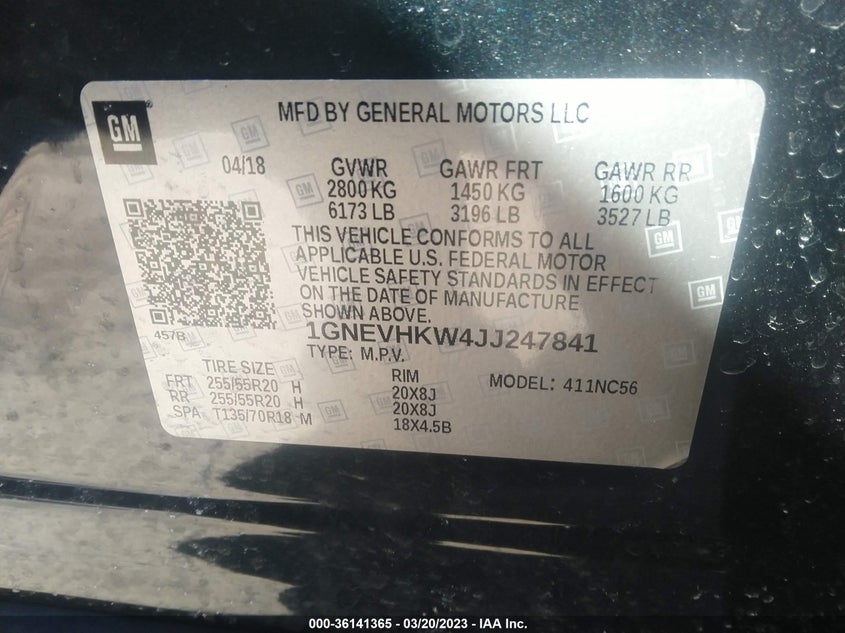 GM
MFD BY GENERAL MOTORS LLC
04/18
GVWR
2800 KG
6173 LB
GAWR FRT
1450 KG
3196 LB
GAWR RR
1600 KG
3527 LB
THIS VEHICLE CONFORMS TO ALL
APPLICABLE U.S. FEDERAL MOTOR
VEHICLE SAFETY STANDARDS IN EFFECT
ON THE DATE OF MANUFACTURE
SHOWN ABOVE.
457B
1GNEVHKW4JJ247841
TYPE: M.P.V.
TIRE SIZE RIM MODEL: 411NC56
FRT 255/55R20 H 20X8J
RR 255/55R20 H 20X8J
SPA T135/70R18 M 18X4.5B
000-36141365 - 03/20/2023 - IAA Inc.